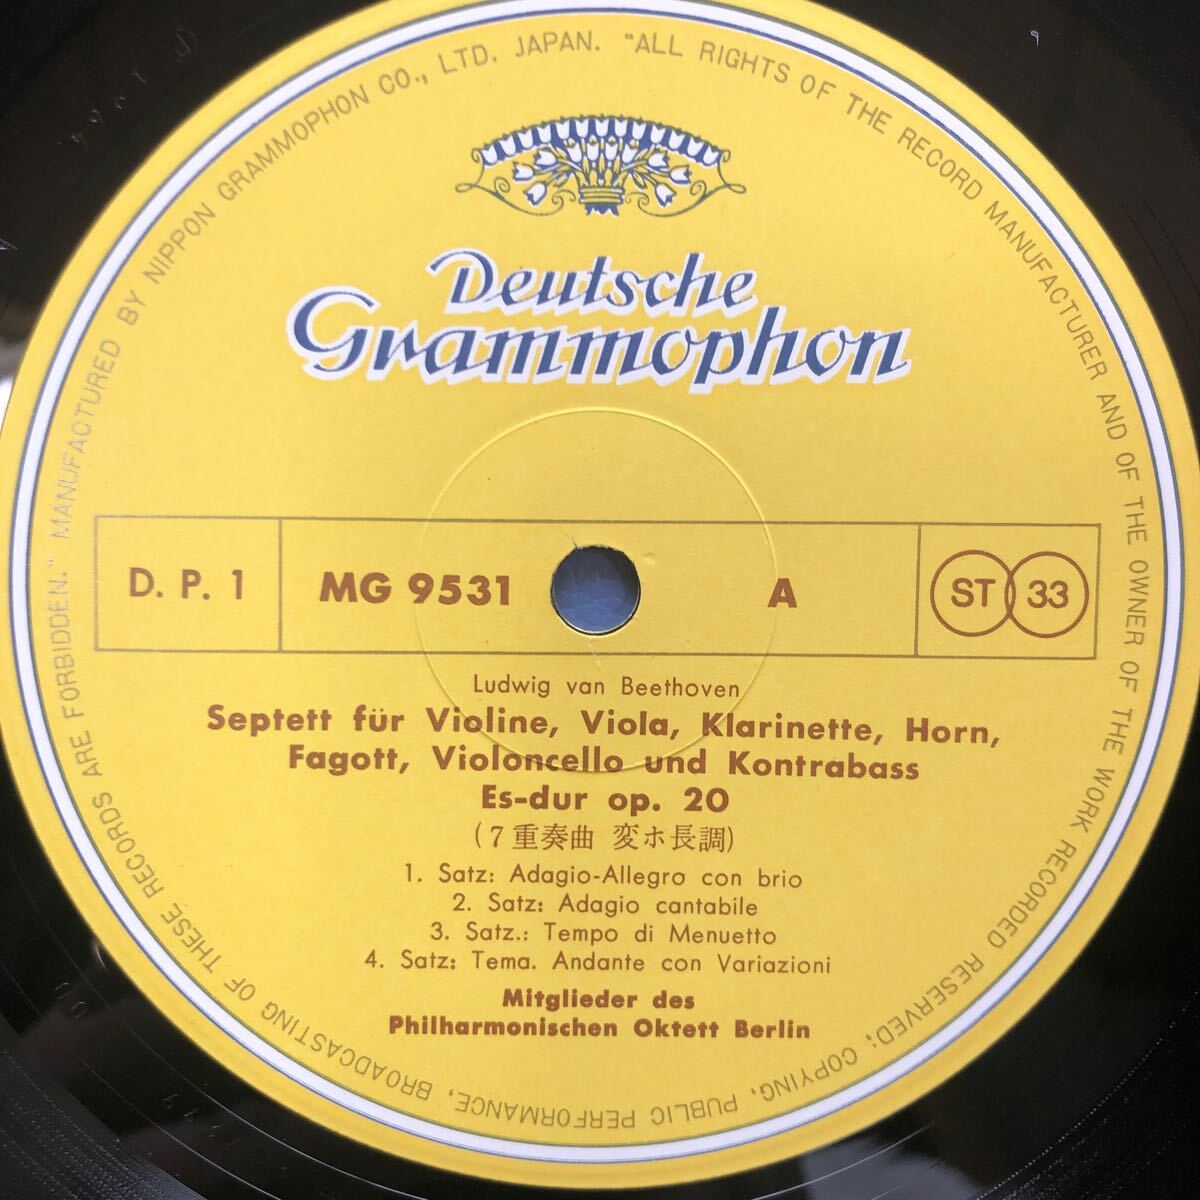 MANUFACTURED BY NIPPON GRAMMOPHON CO., LTD. JAPAN. "ALL RIGHTS OF THE RECORD MANUFACTURER AND OF THE OWNER OF THE WORK RECORDED RESERVED; COPYING, PUBLIC PERFORMANCE, BROADCASTING OF THESE RECORDS ARE FORBIDDEN."
Deutsche
Grammophon
D. P. 1 MG 9531 A ST 33
Ludwig van Beethoven
Septett für Violine, Viola, Klarinette, Horn,
Fagott, Violoncello und Kontrabass
Es-dur op. 20
(7重奏曲 変ホ長調)
1. Satz: Adagio-Allegro con brio
2. Satz: Adagio cantabile
3. Satz.: Tempo di Menuetto
4. Satz: Tema. Andante con Variazioni
Mitglieder des
Philharmonischen Oktett Berlin